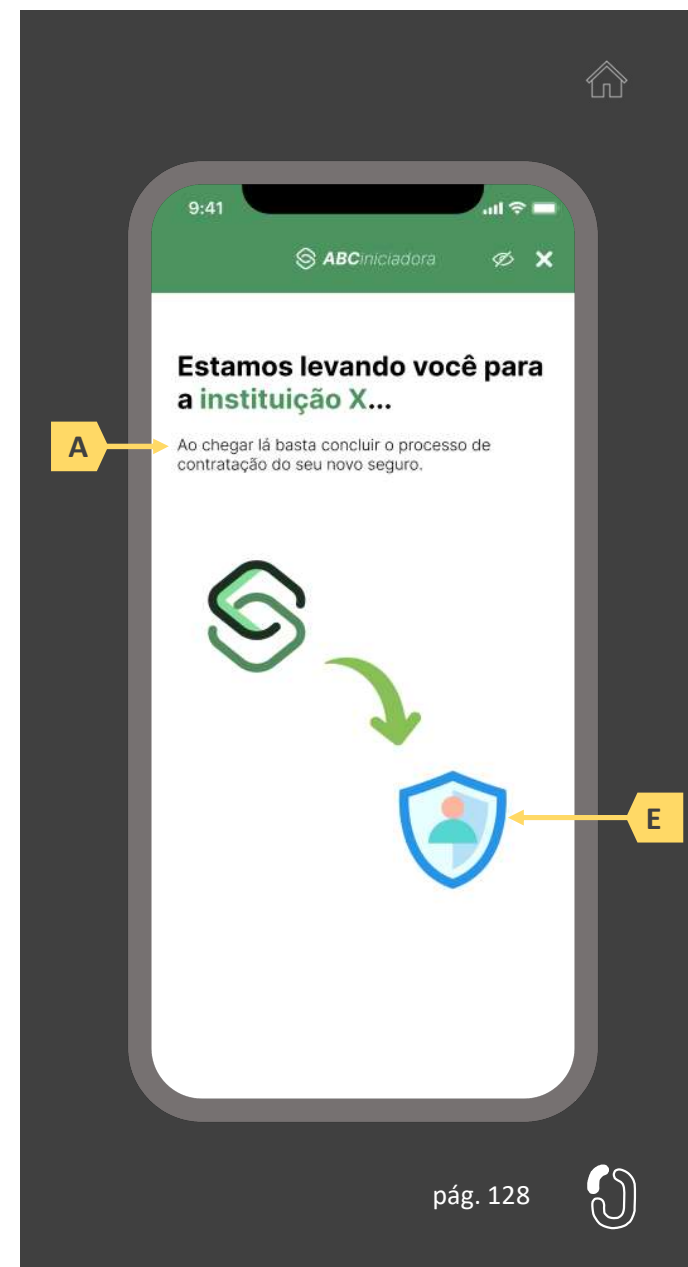 9:41
ABCiniciadora
Estamos levando você para
a instituição X...
A
Ao chegar lá basta concluir o processo de
contratação do seu novo seguro.
E
pág. 128